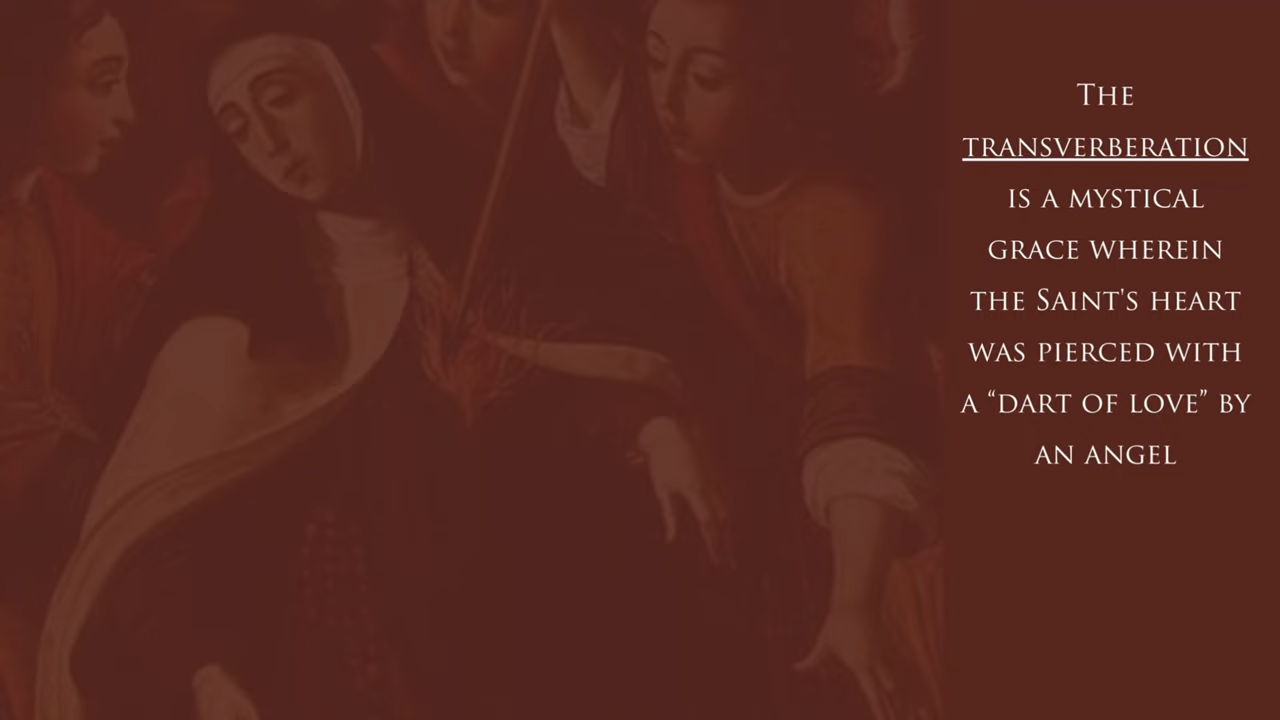 The
transverberation
is a mystical
grace wherein
the Saint's heart
was pierced with
a “dart of love” by
an angel